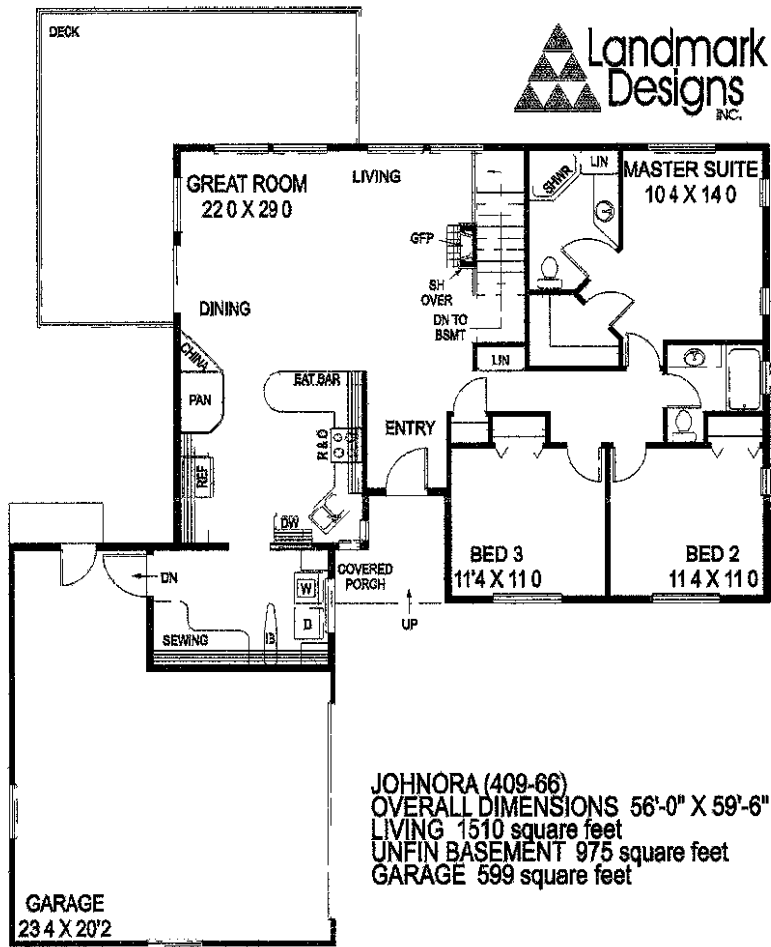 DECK
Landmark
Designs
INC.
GREAT ROOM
22 0 X 29 0
LIVING
SHWR
LIN
MASTER SUITE
10 4 X 14 0
GFP
SH
OVER
DN TO
BSMT
DINING
CHINA
PAN
EAT BAR
LIN
ENTRY
R & O
REF
DW
BED 3
11'4 X 11 0
BED 2
11 4 X 11 0
COVERED
PORCH
DN
W
D
UP
SEWING
IB
JOHNORA (409-66)
OVERALL DIMENSIONS 56'-0" X 59'-6"
LIVING 1510 square feet
UNFIN BASEMENT 975 square feet
GARAGE 599 square feet
GARAGE
23 4 X 20'2